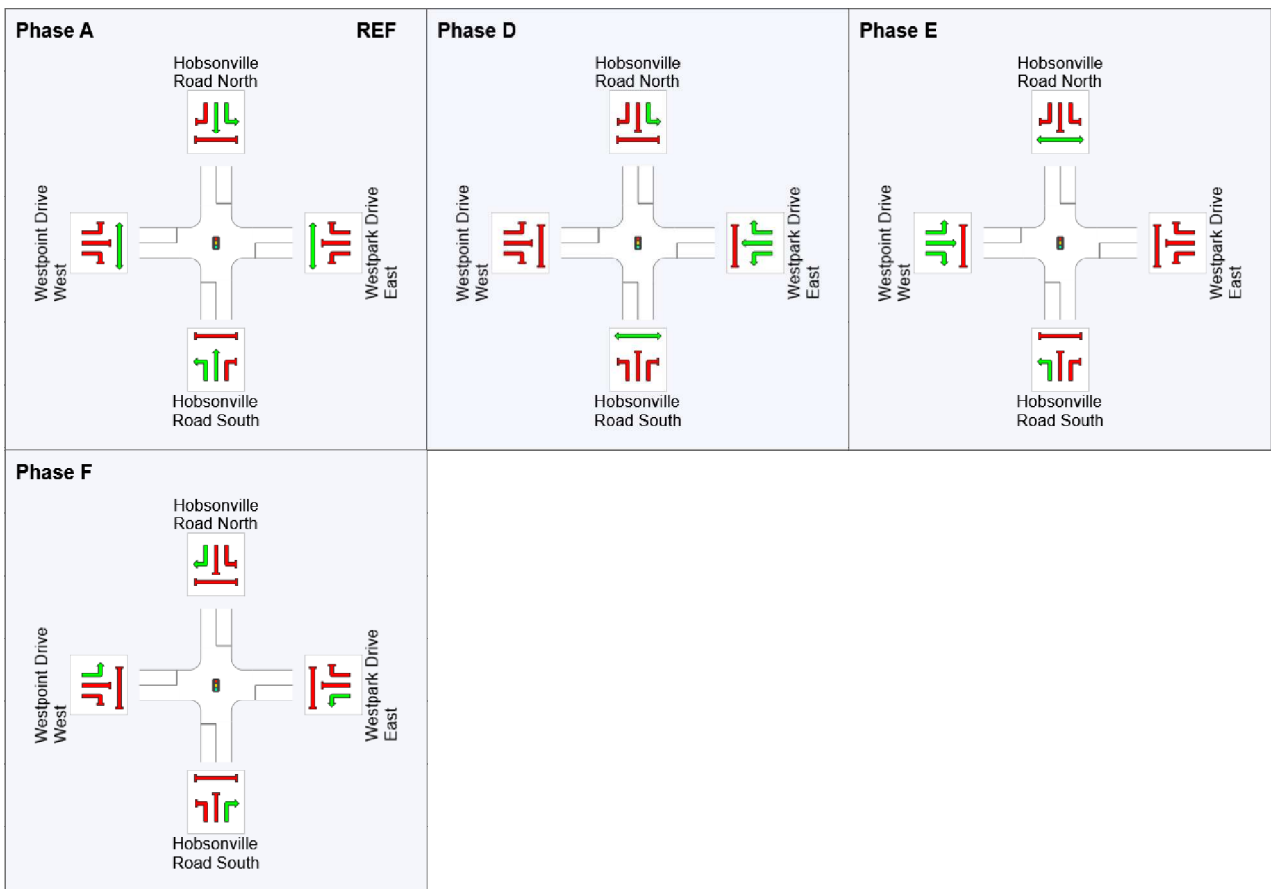 Phase A
REF
Hobsonville
Road North
Westpoint Drive
West
Westpark Drive
East
Hobsonville
Road South
Phase D
Hobsonville
Road North
Westpoint Drive
West
Westpark Drive
East
Hobsonville
Road South
Phase E
Hobsonville
Road North
Westpoint Drive
West
Westpark Drive
East
Hobsonville
Road South
Phase F
Hobsonville
Road North
Westpoint Drive
West
Westpark Drive
East
Hobsonville
Road South